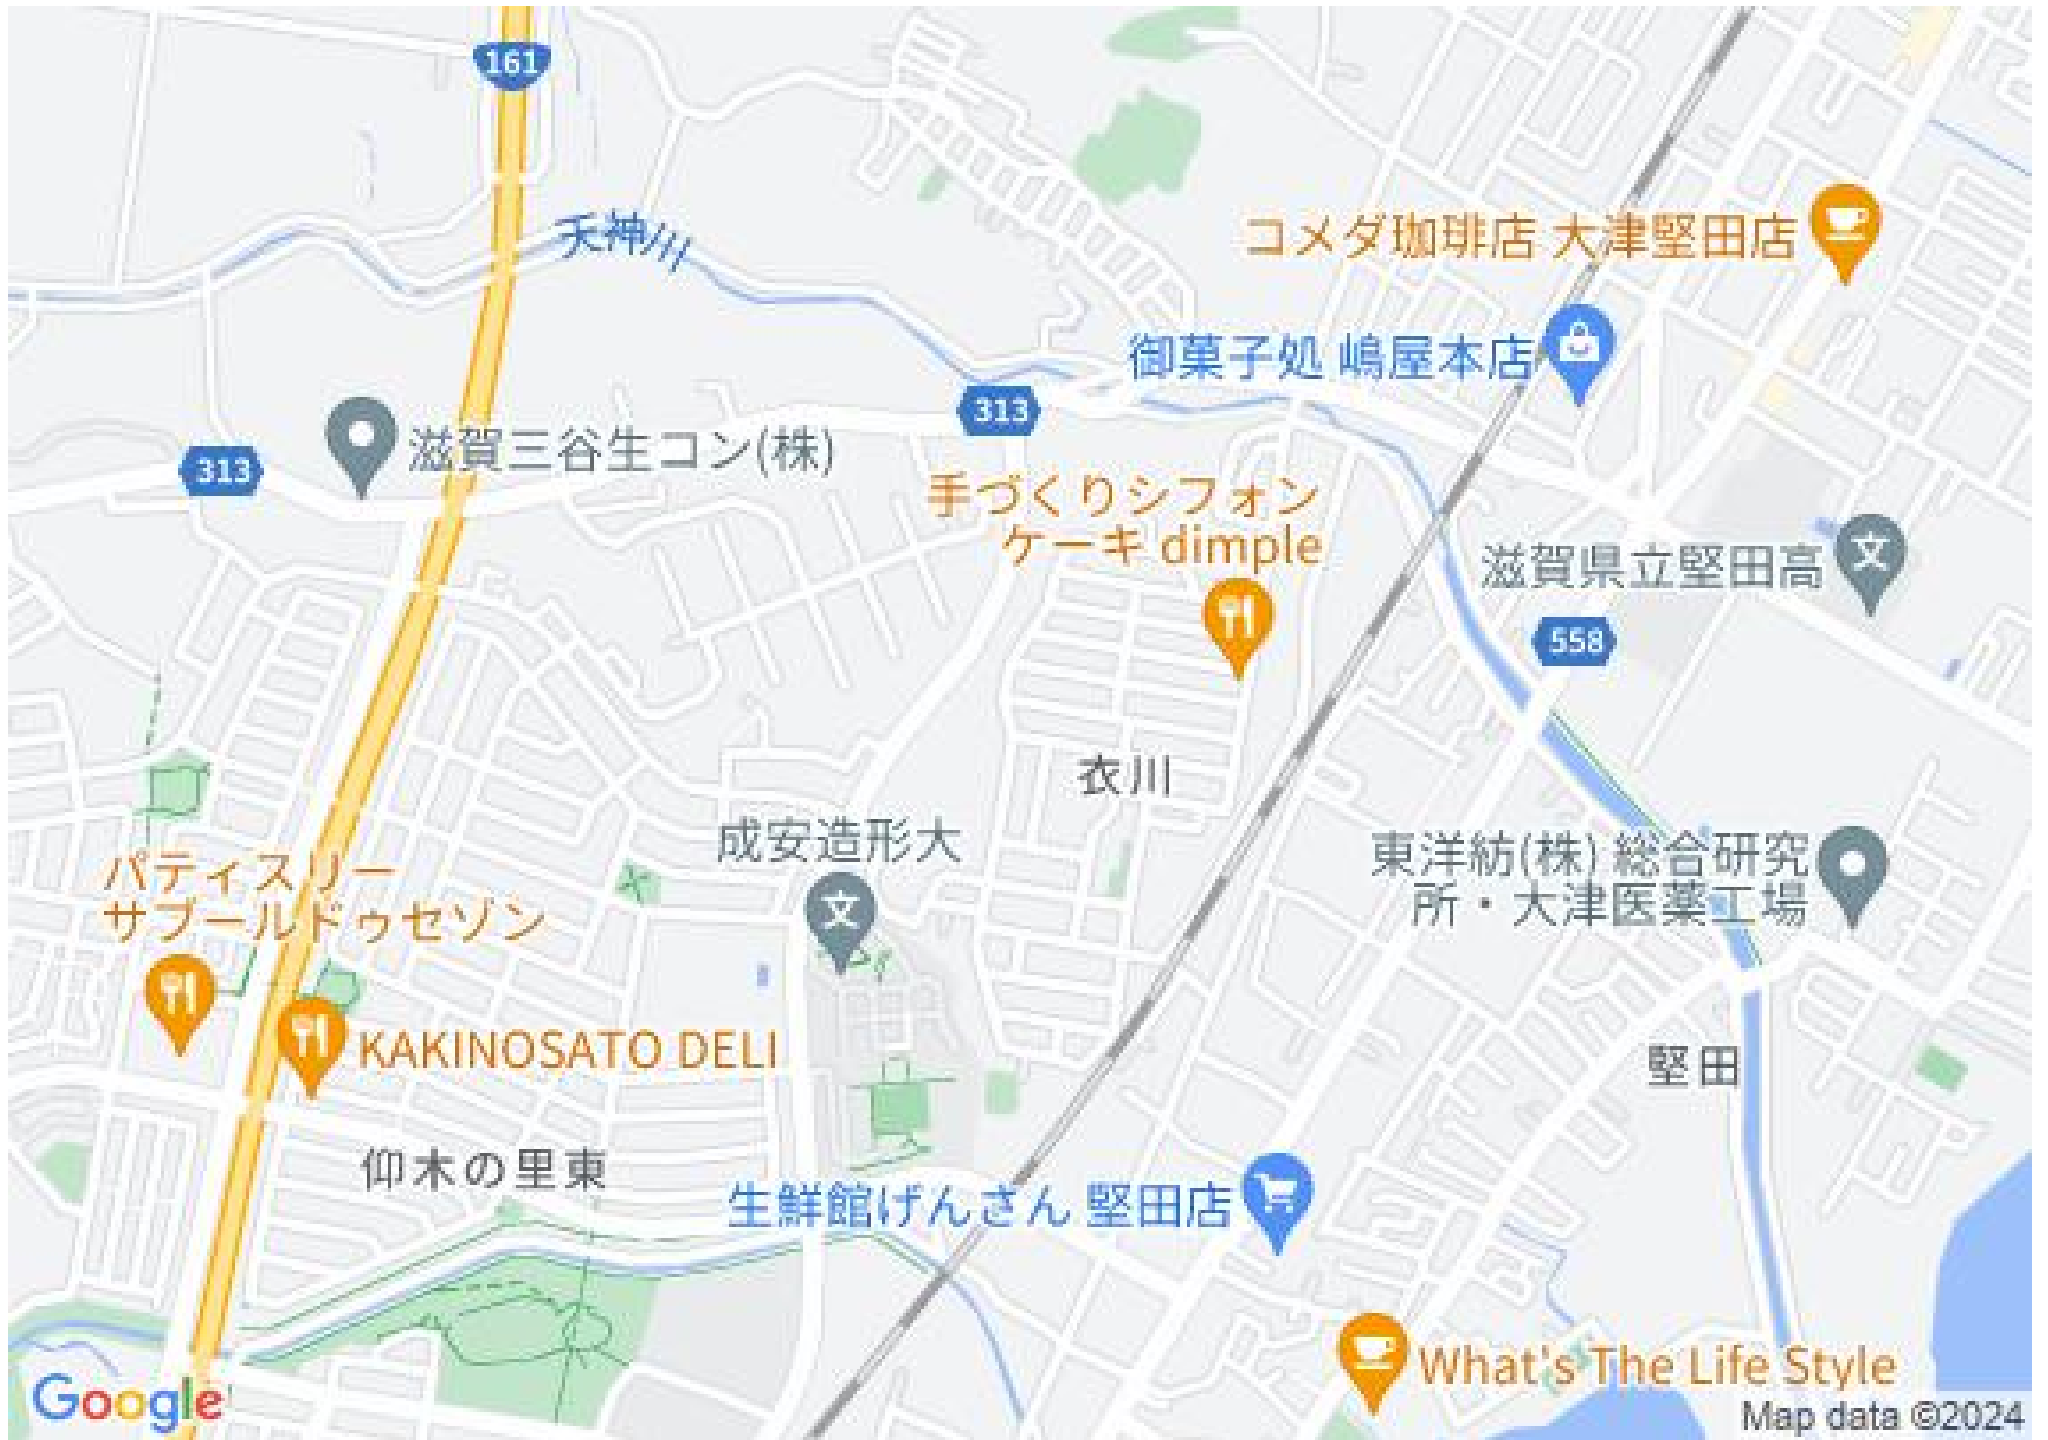 161
天神川
コメダ珈琲店 大津堅田店
御菓子処 嶋屋本店
313
滋賀三谷生コン(株)
313
手づくりシフォン
ケーキ dimple
滋賀県立堅田高
558
衣川
成安造形大
東洋紡(株) 総合研究
所・大津医薬工場
パティスリー
サブールドゥセゾン
KAKINOSATO DELI
堅田
仰木の里東
生鮮館げんさん 堅田店
What's The Life Style
Google
Map data ©2024